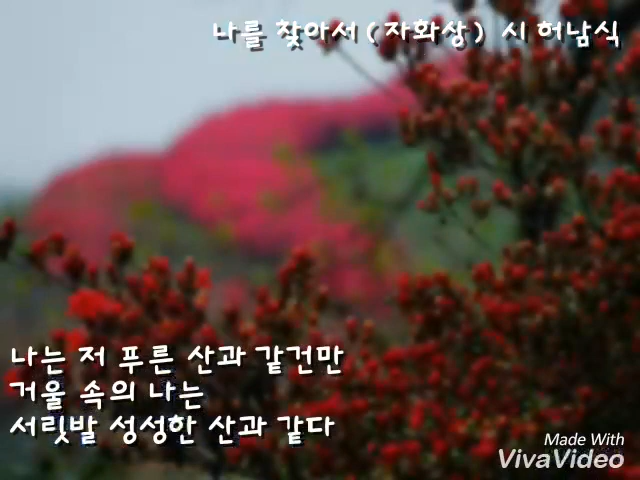 나를 찾아서(자화상) 시 허남식
나는 저 푸른 산과 같건만
거울 속의 나는
서릿발 성성한 산과 같다
Made With
VivaVideo